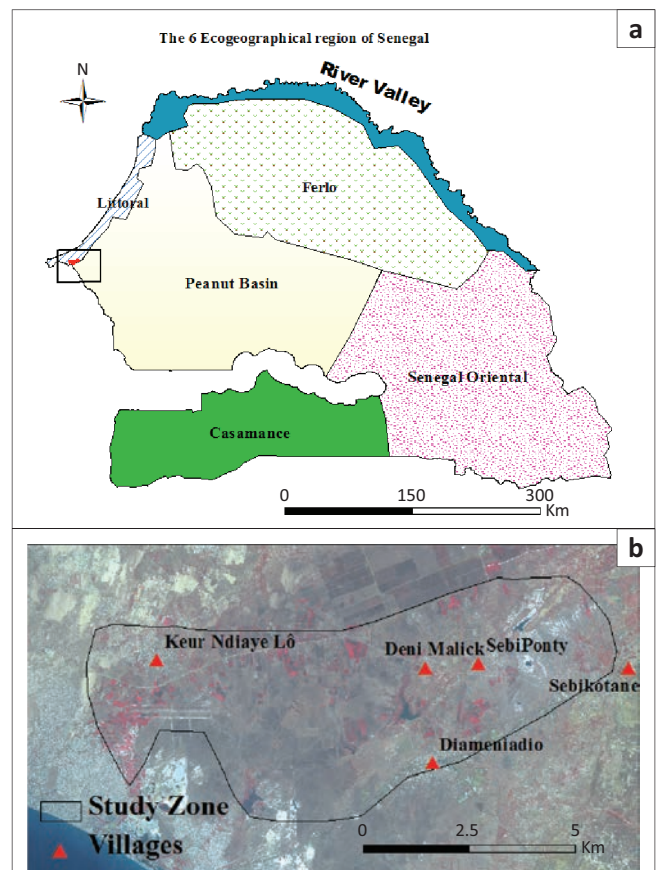 a
The 6 Ecogeographical region of Senegal
N
River Valley
Ferlo
Littoral
Peanut Basin
Senegal Oriental
Casamance
0 150 300
Km
b
Keur Ndiaye Lô
Deni Malick SebiPonty
Sebikotane
Diameniadio
Study Zone
Villages
0 2.5 5
Km